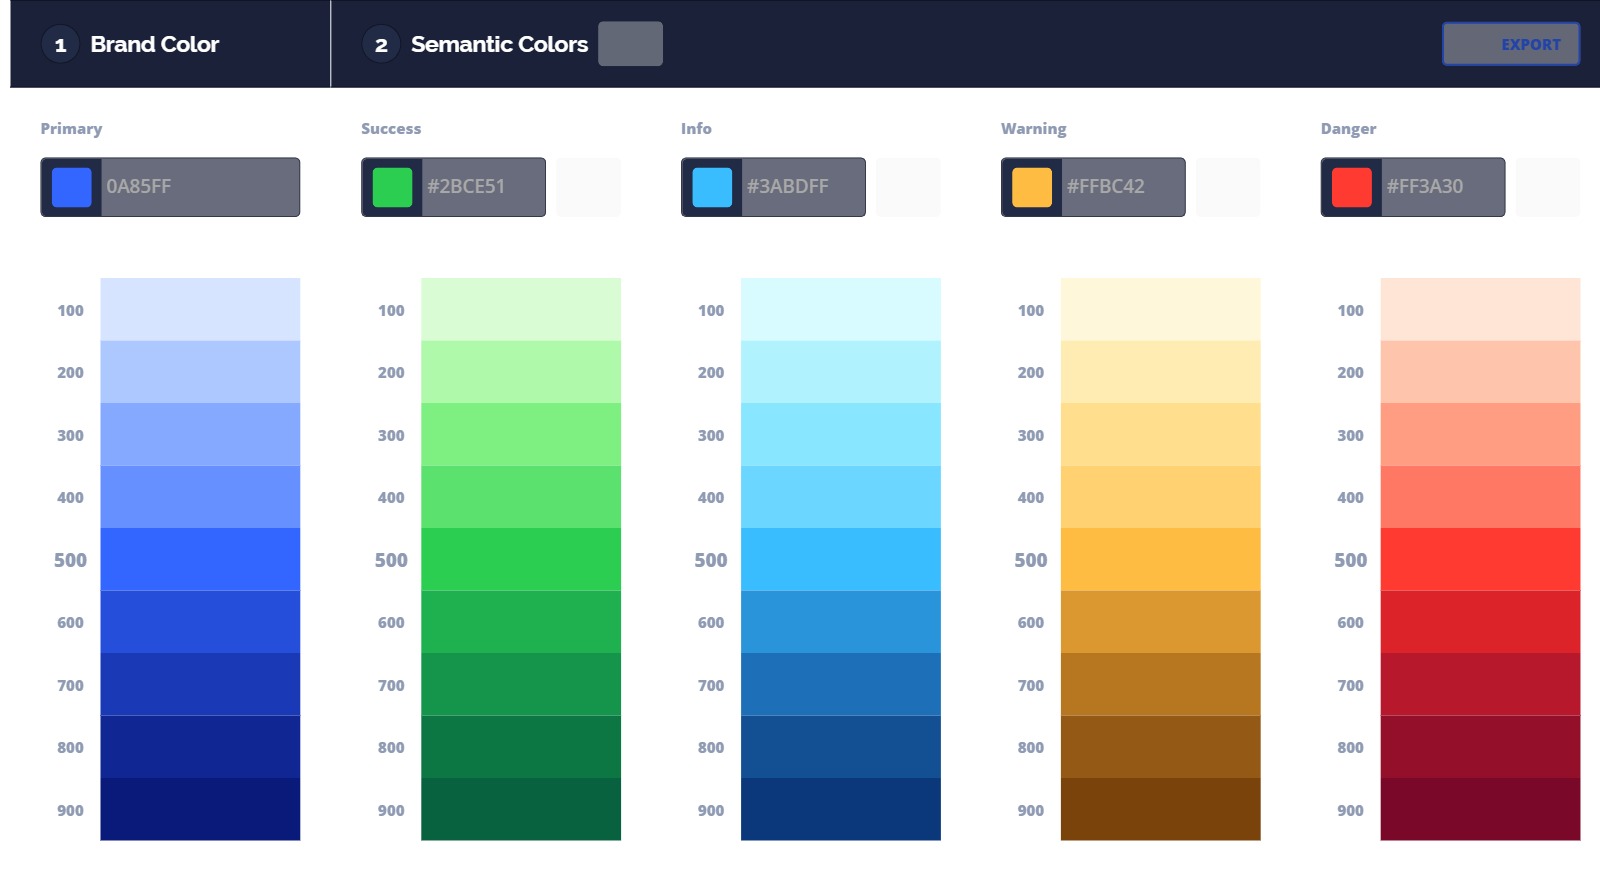 1 Brand Color
2 Semantic Colors
EXPORT
Primary
Success
Info
Warning
Danger
0A85FF
#2BCE51
#3ABDFF
#FFBC42
#FF3A30
100 100 100 100 100
200 200 200 200 200
300 300 300 300 300
400 400 400 400 400
500 500 500 500 500
600 600 600 600 600
700 700 700 700 700
800 800 800 800 800
900 900 900 900 900